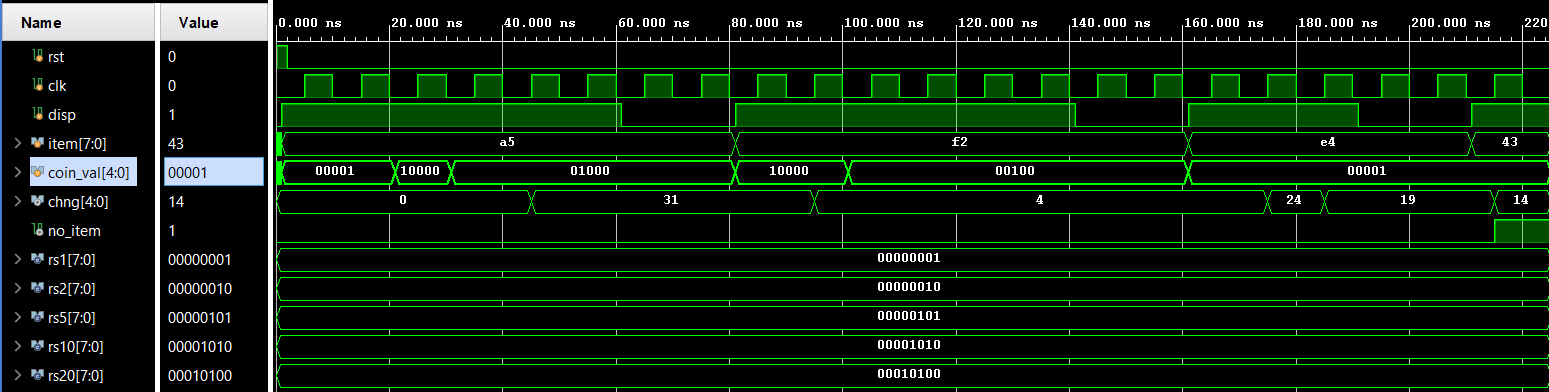 Name Value 0.000 ns 20.000 ns 40.000 ns 60.000 ns 80.000 ns 100.000 ns 120.000 ns 140.000 ns 160.000 ns 180.000 ns 200.000 ns 220
rst 0
clk 0
disp 1
item[7:0] 43 a5 f2 e4 43
coin_val[4:0] 00001 00001 10000 01000 10000 00100 00001
chng[4:0] 14 0 31 4 24 19 14
no_item 1
rs1[7:0] 00000001 00000001
rs2[7:0] 00000010 00000010
rs5[7:0] 00000101 00000101
rs10[7:0] 00001010 00001010
rs20[7:0] 00010100 00010100